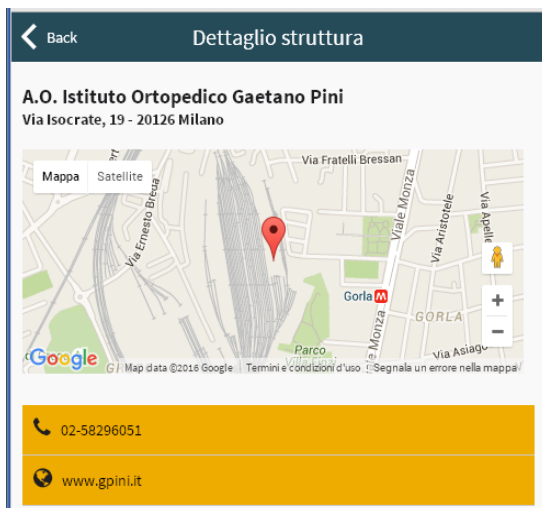 Back
Dettaglio struttura
A.O. Istituto Ortopedico Gaetano Pini
Via Isocrate, 19 - 20126 Milano
Mappa
Satellite
Via Fratelli Bressan
Via Ernesto Breda
Viale Monza
Via Aristotele
Via Apelle
Gorla M
GORLA
e Monza
Parco
Via Asiago
Google
Map data ©2016 Google
Termini e condizioni d'uso
Segnala un errore nella mappa
02-58296051
www.gpini.it